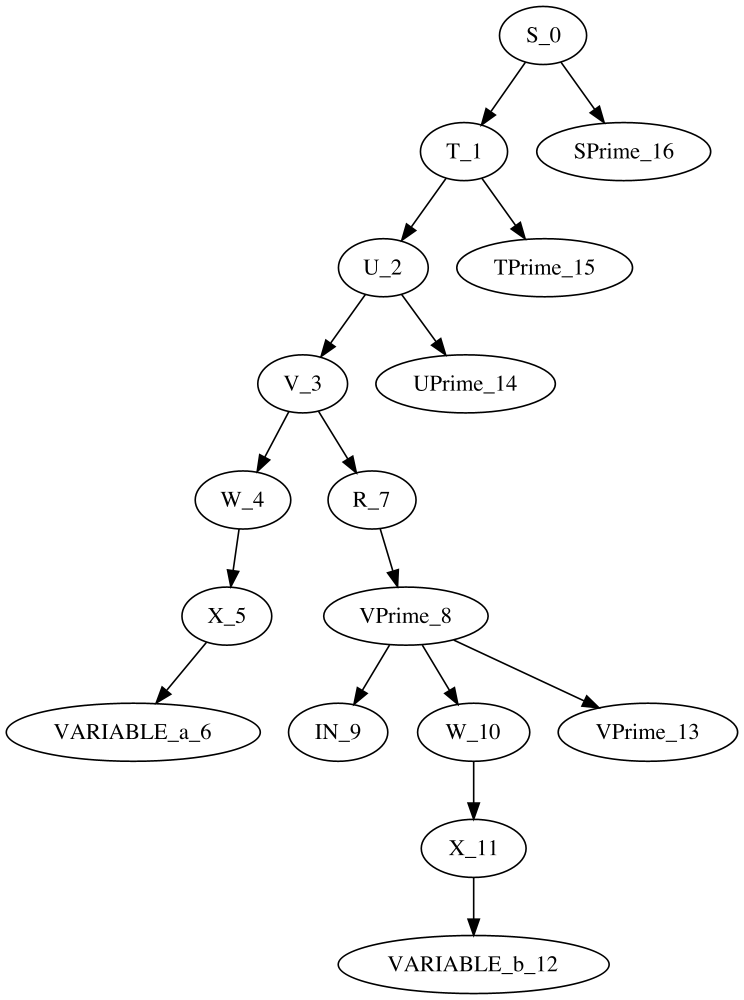 S_0
T_1
SPrime_16
U_2
TPrime_15
V_3
UPrime_14
W_4
R_7
X_5
VPrime_8
VARIABLE_a_6
IN_9
W_10
VPrime_13
X_11
VARIABLE_b_12